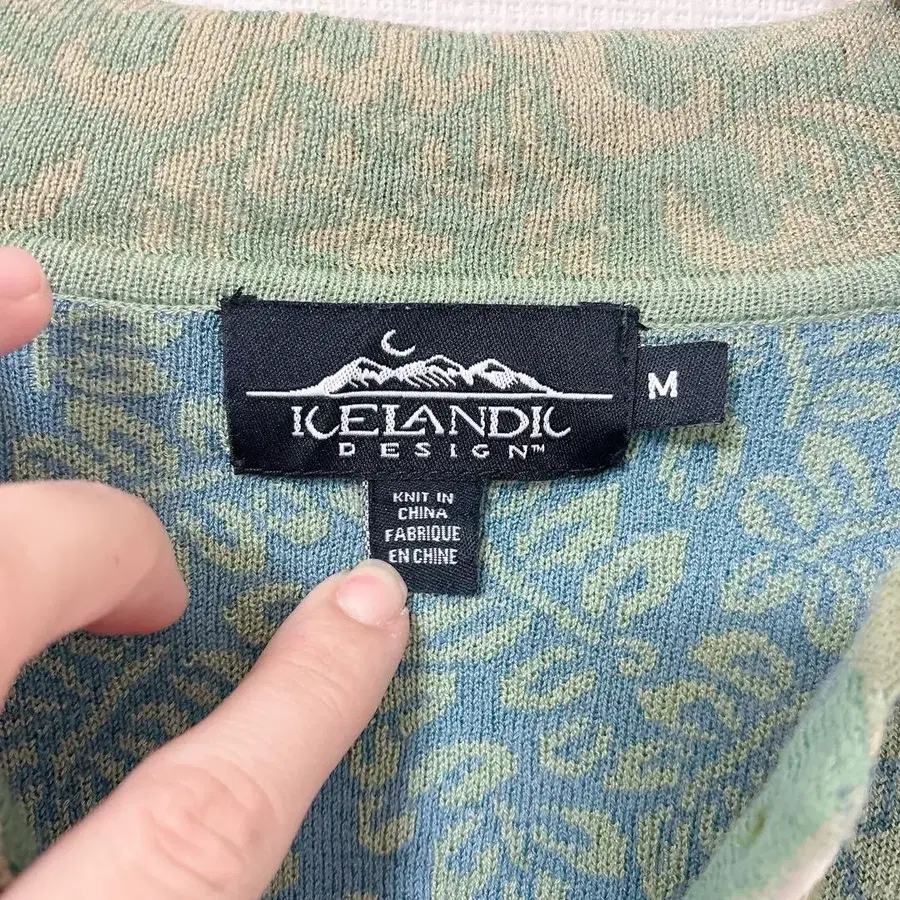 ICELANDIC
DESIGN™
M
KNIT IN
CHINA
FABRIQUE
EN CHINE